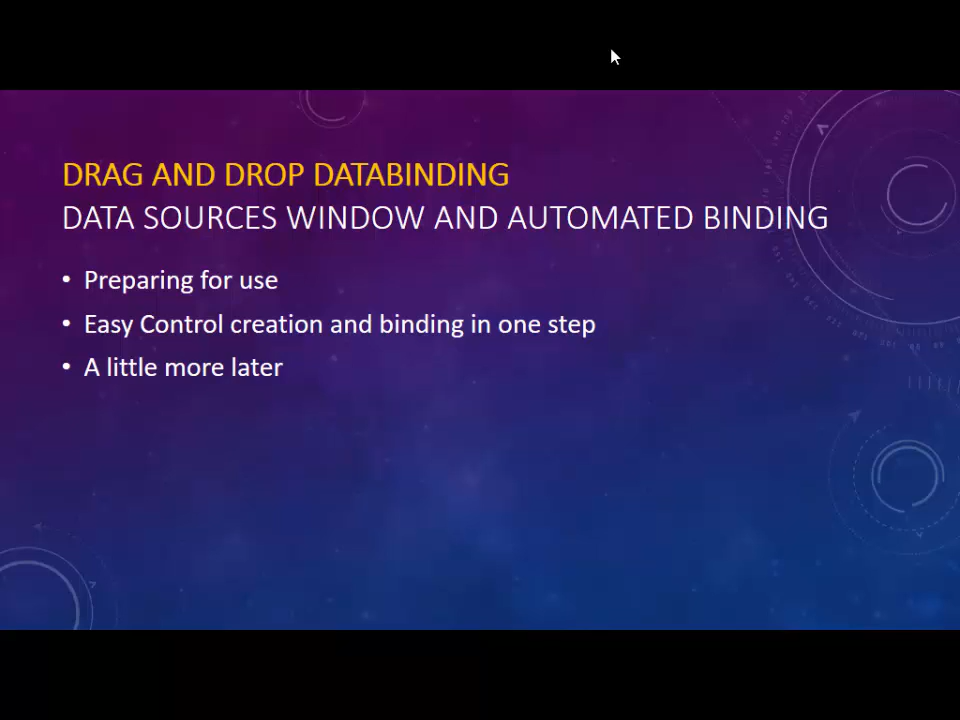 DRAG AND DROP DATABINDING
DATA SOURCES WINDOW AND AUTOMATED BINDING
• Preparing for use
• Easy Control creation and binding in one step
• A little more later